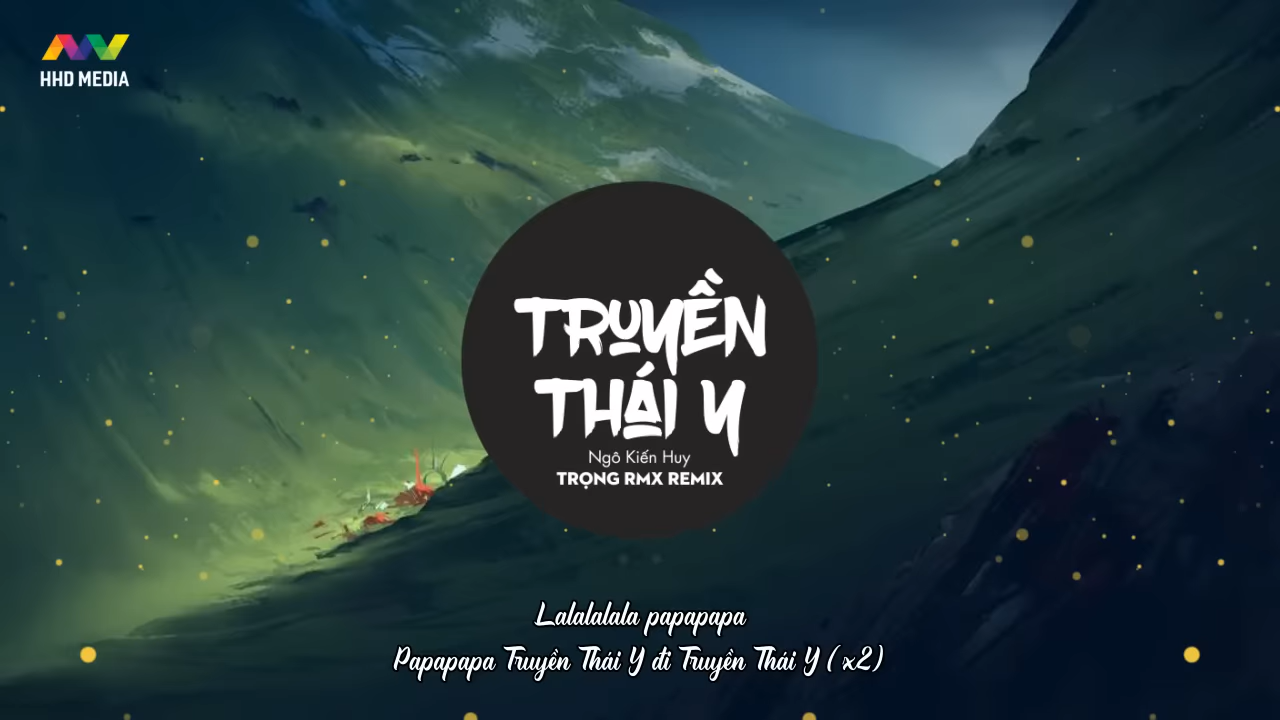 HHD MEDIA
TRUYỀN
THÁI Y
Ngô Kiến Huy
TRỌNG RMX REMIX
Lalalalala papapapa
Papapapa Truyền Thái Y đi Truyền Thái Y ( x2)